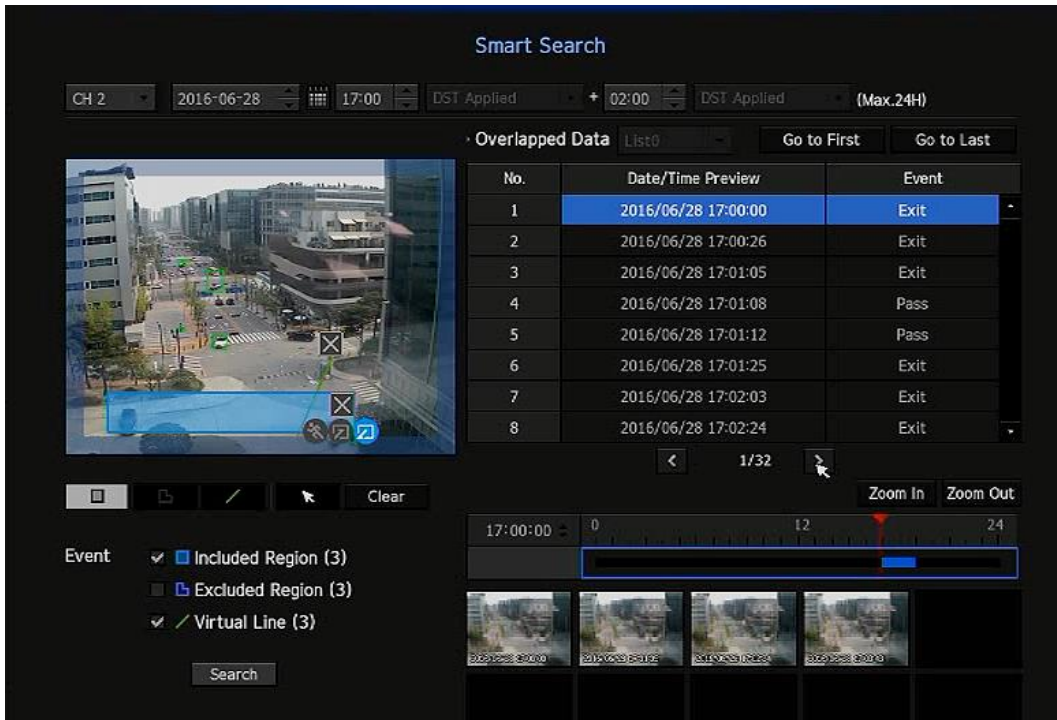 Smart Search
CH 2 2016-06-28 17:00 DST Applied + 02:00 DST Applied (Max.24H)
Overlapped Data List0 Go to First Go to Last
No. Date/Time Preview Event
1 2016/06/28 17:00:00 Exit
2 2016/06/28 17:00:26 Exit
3 2016/06/28 17:01:05 Exit
4 2016/06/28 17:01:08 Pass
5 2016/06/28 17:01:12 Pass
6 2016/06/28 17:01:25 Exit
7 2016/06/28 17:02:03 Exit
8 2016/06/28 17:02:24 Exit
< 1/32 >
Clear
Zoom In Zoom Out
17:00:00 0 12 24
Event
Included Region (3)
Excluded Region (3)
Virtual Line (3)
Search